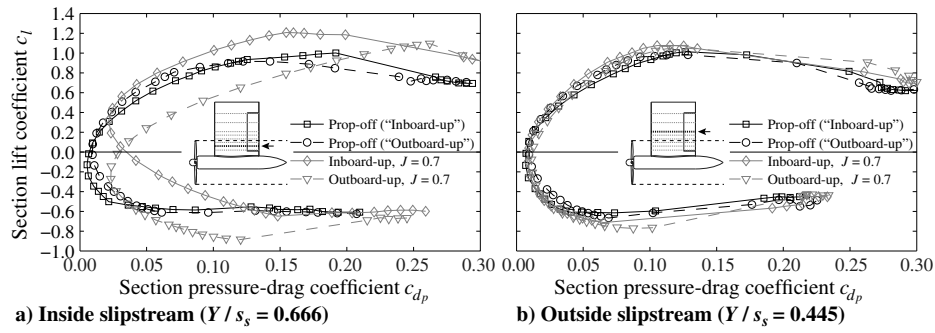 Section lift coefficient c_l
1.4
1.2
1.0
0.8
0.6
0.4
0.2
0.0
−0.2
−0.4
−0.6
−0.8
−1.0
0.00 0.05 0.10 0.15 0.20 0.25 0.30
Section pressure-drag coefficient c_{d_p}
Prop-off (“Inboard-up”)
Prop-off (“Outboard-up”)
Inboard-up, J = 0.7
Outboard-up, J = 0.7
a) Inside slipstream (Y / s_s = 0.666)
0.00 0.05 0.10 0.15 0.20 0.25 0.30
Section pressure-drag coefficient c_{d_p}
Prop-off (“Inboard-up”)
Prop-off (“Outboard-up”)
Inboard-up, J = 0.7
Outboard-up, J = 0.7
b) Outside slipstream (Y / s_s = 0.445)